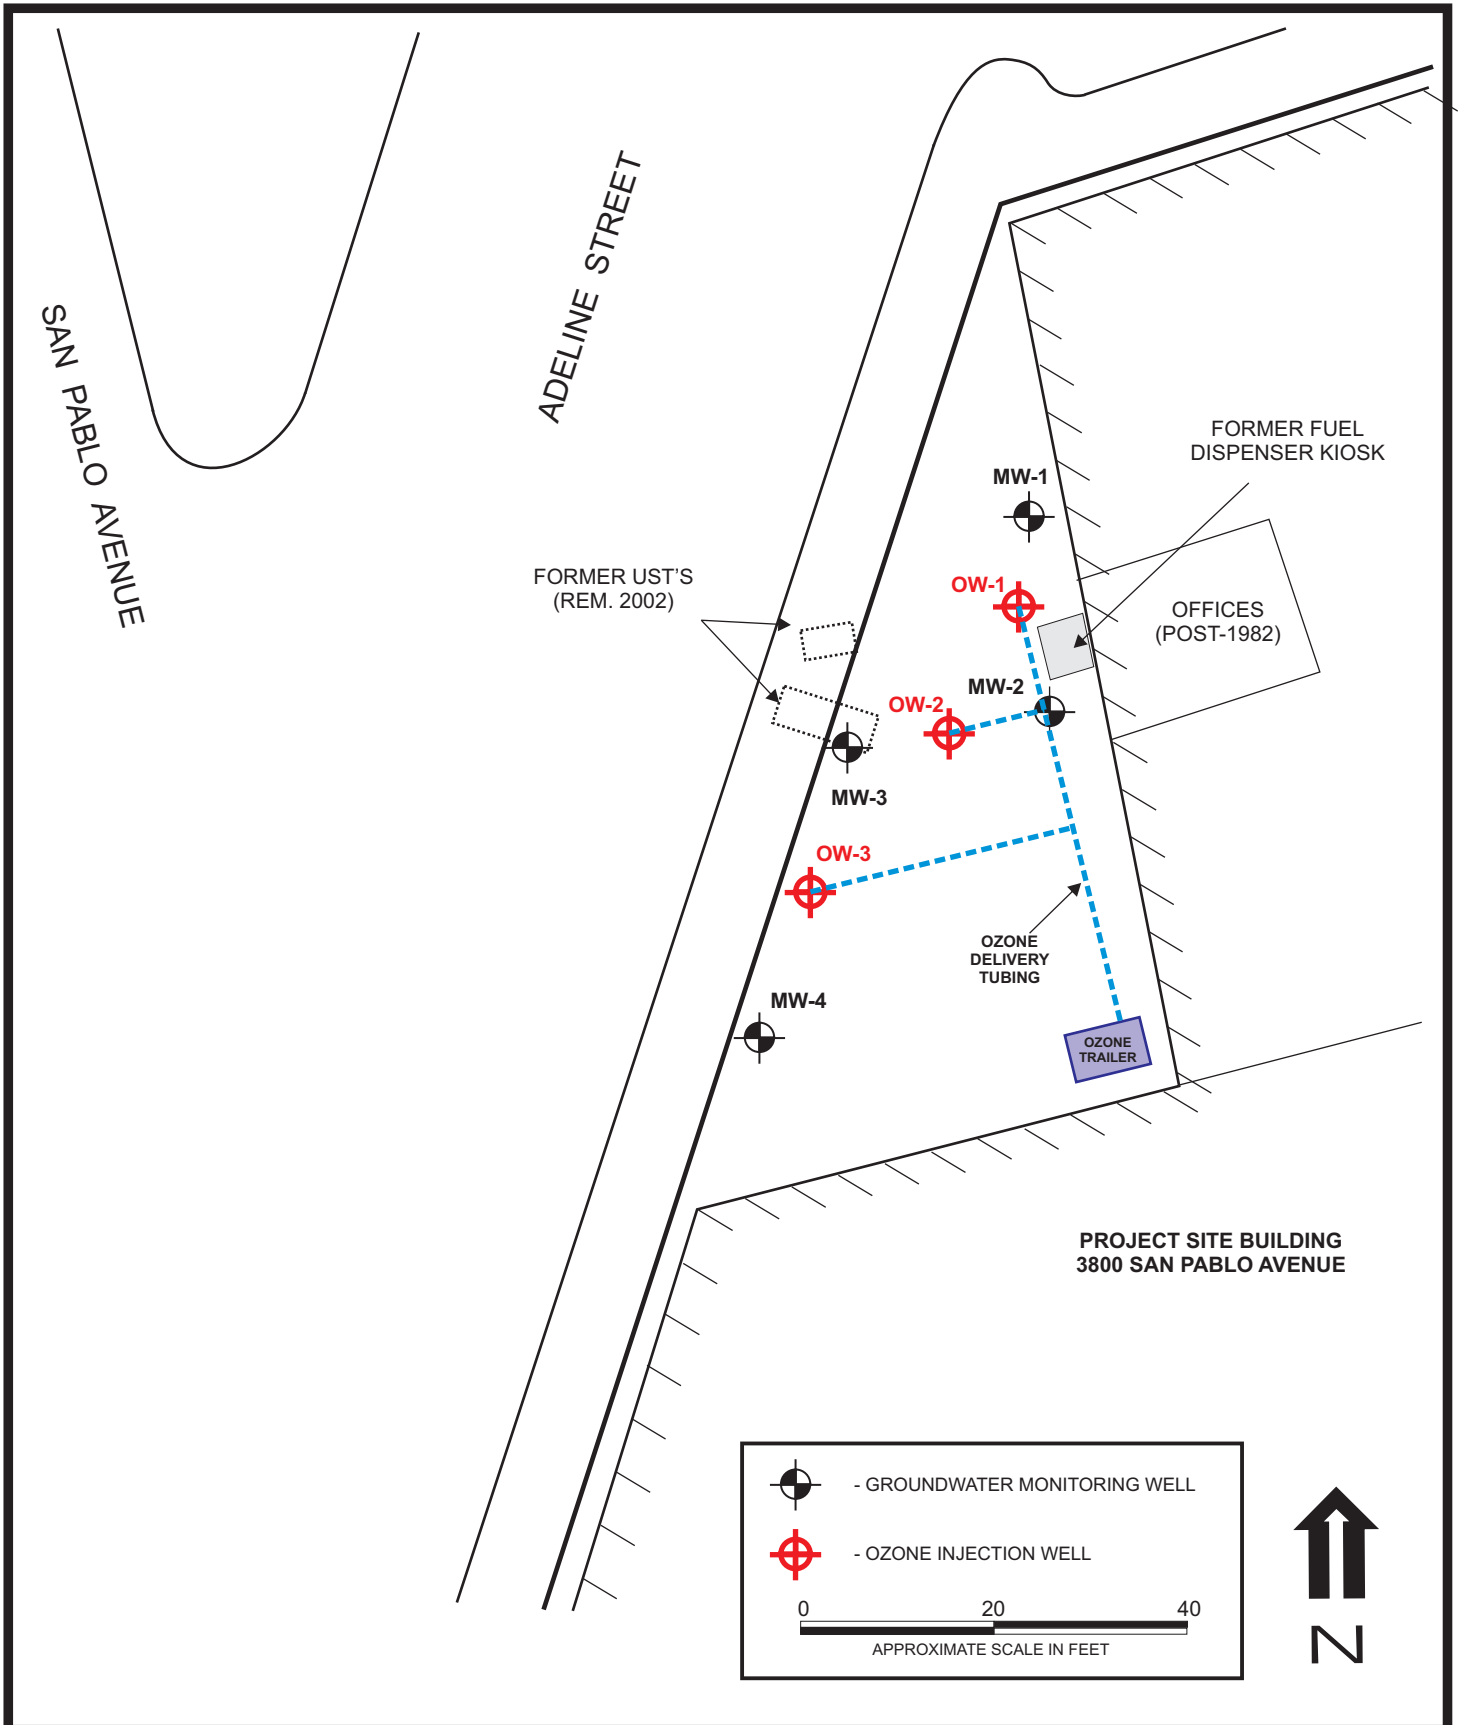 SAN PABLO AVENUE
ADELINE STREET
FORMER FUEL
DISPENSER KIOSK
MW-1
OW-1
FORMER UST'S
(REM. 2002)
OFFICES
(POST-1982)
MW-2
OW-2
MW-3
OW-3
OZONE
DELIVERY
TUBING
MW-4
OZONE
TRAILER
PROJECT SITE BUILDING
3800 SAN PABLO AVENUE
- GROUNDWATER MONITORING WELL
- OZONE INJECTION WELL
0 20 40
APPROXIMATE SCALE IN FEET
N